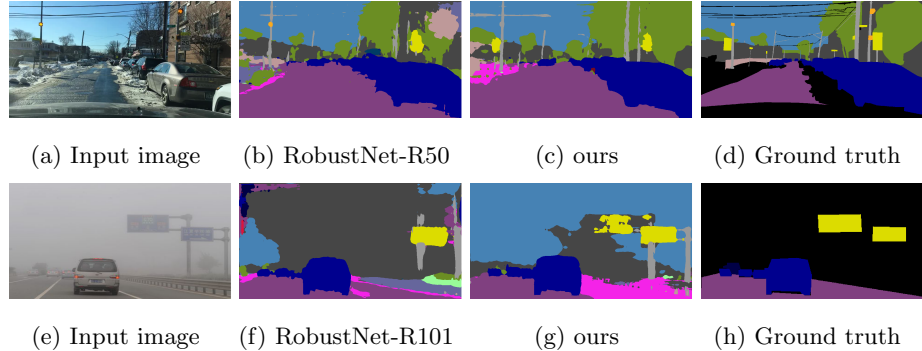 (a) Input image (b) RobustNet-R50 (c) ours (d) Ground truth
(e) Input image (f) RobustNet-R101 (g) ours (h) Ground truth